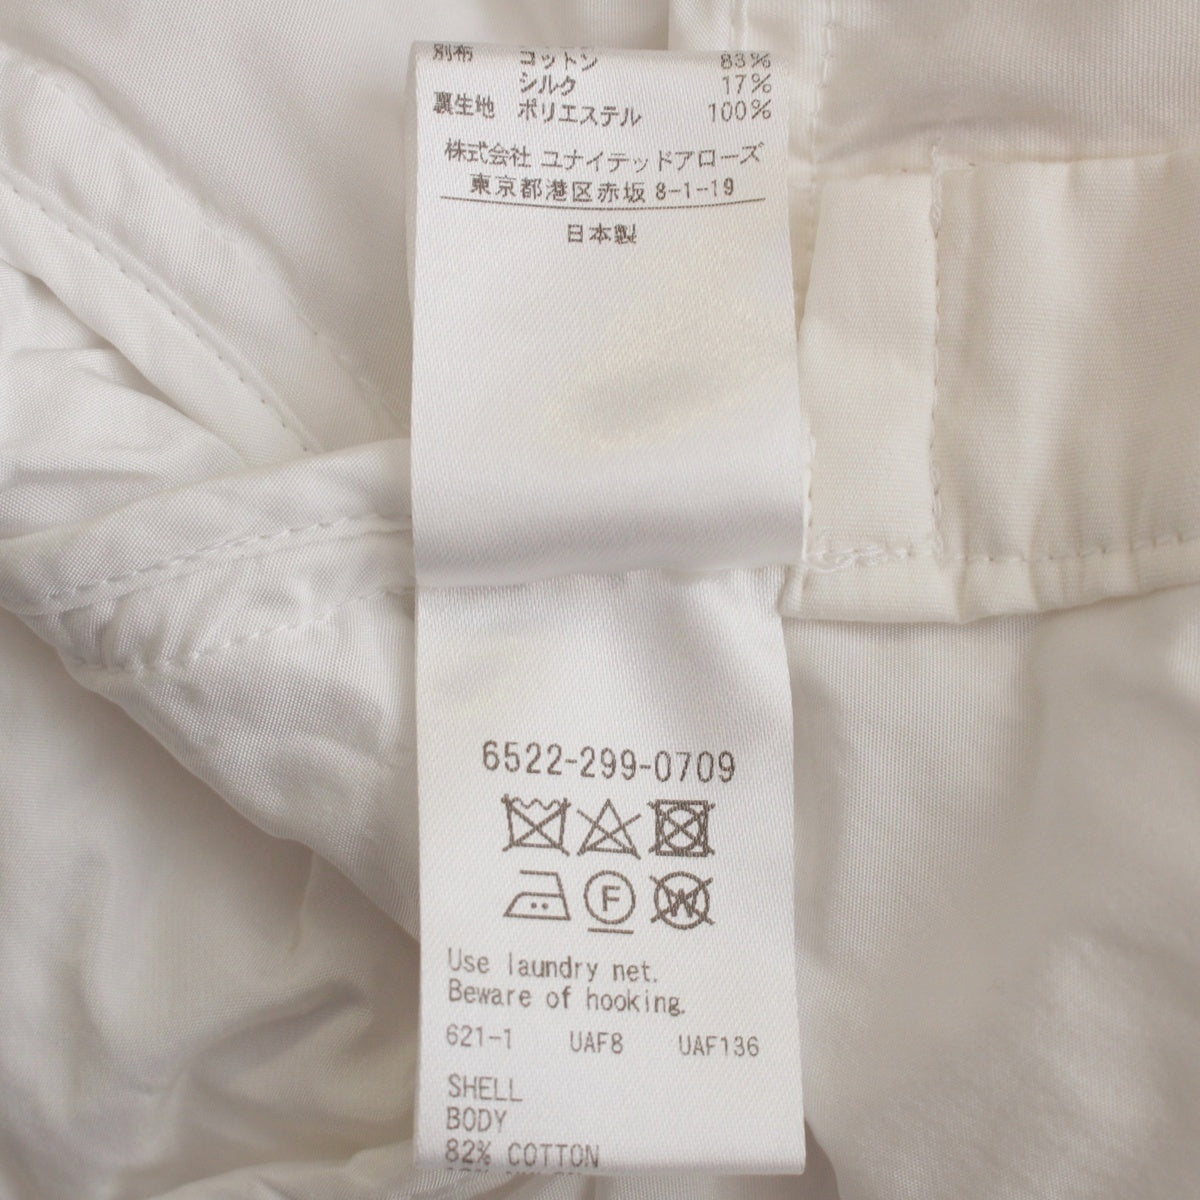 別布 コットン 83%
シルク 17%
裏生地 ポリエステル 100%
株式会社 ユナイテッドアローズ
東京都港区赤坂 8-1-19
日本製
6522-299-0709
F W
Use laundry net.
Beware of hooking.
621-1 UAF8 UAF136
SHELL
BODY
82% COTTON